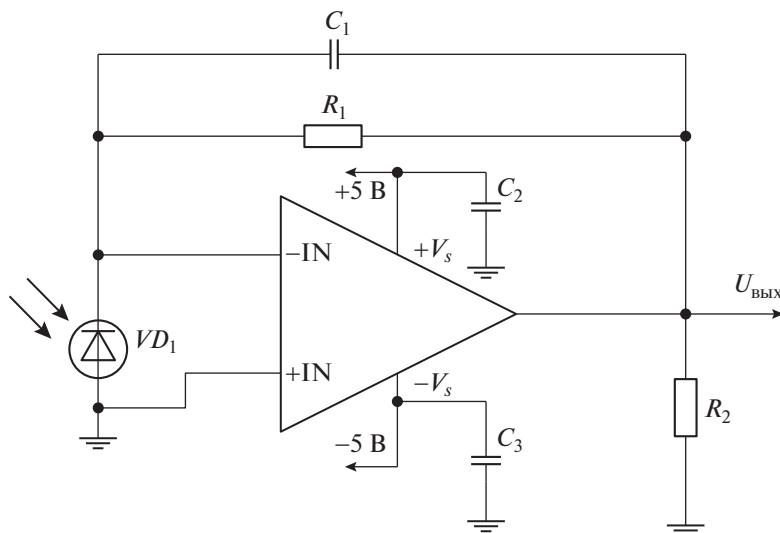 C₁
R₁
+5 В
C₂
+Vₛ
−IN
Uвых
VD₁
+IN
−Vₛ
R₂
−5 В
C₃